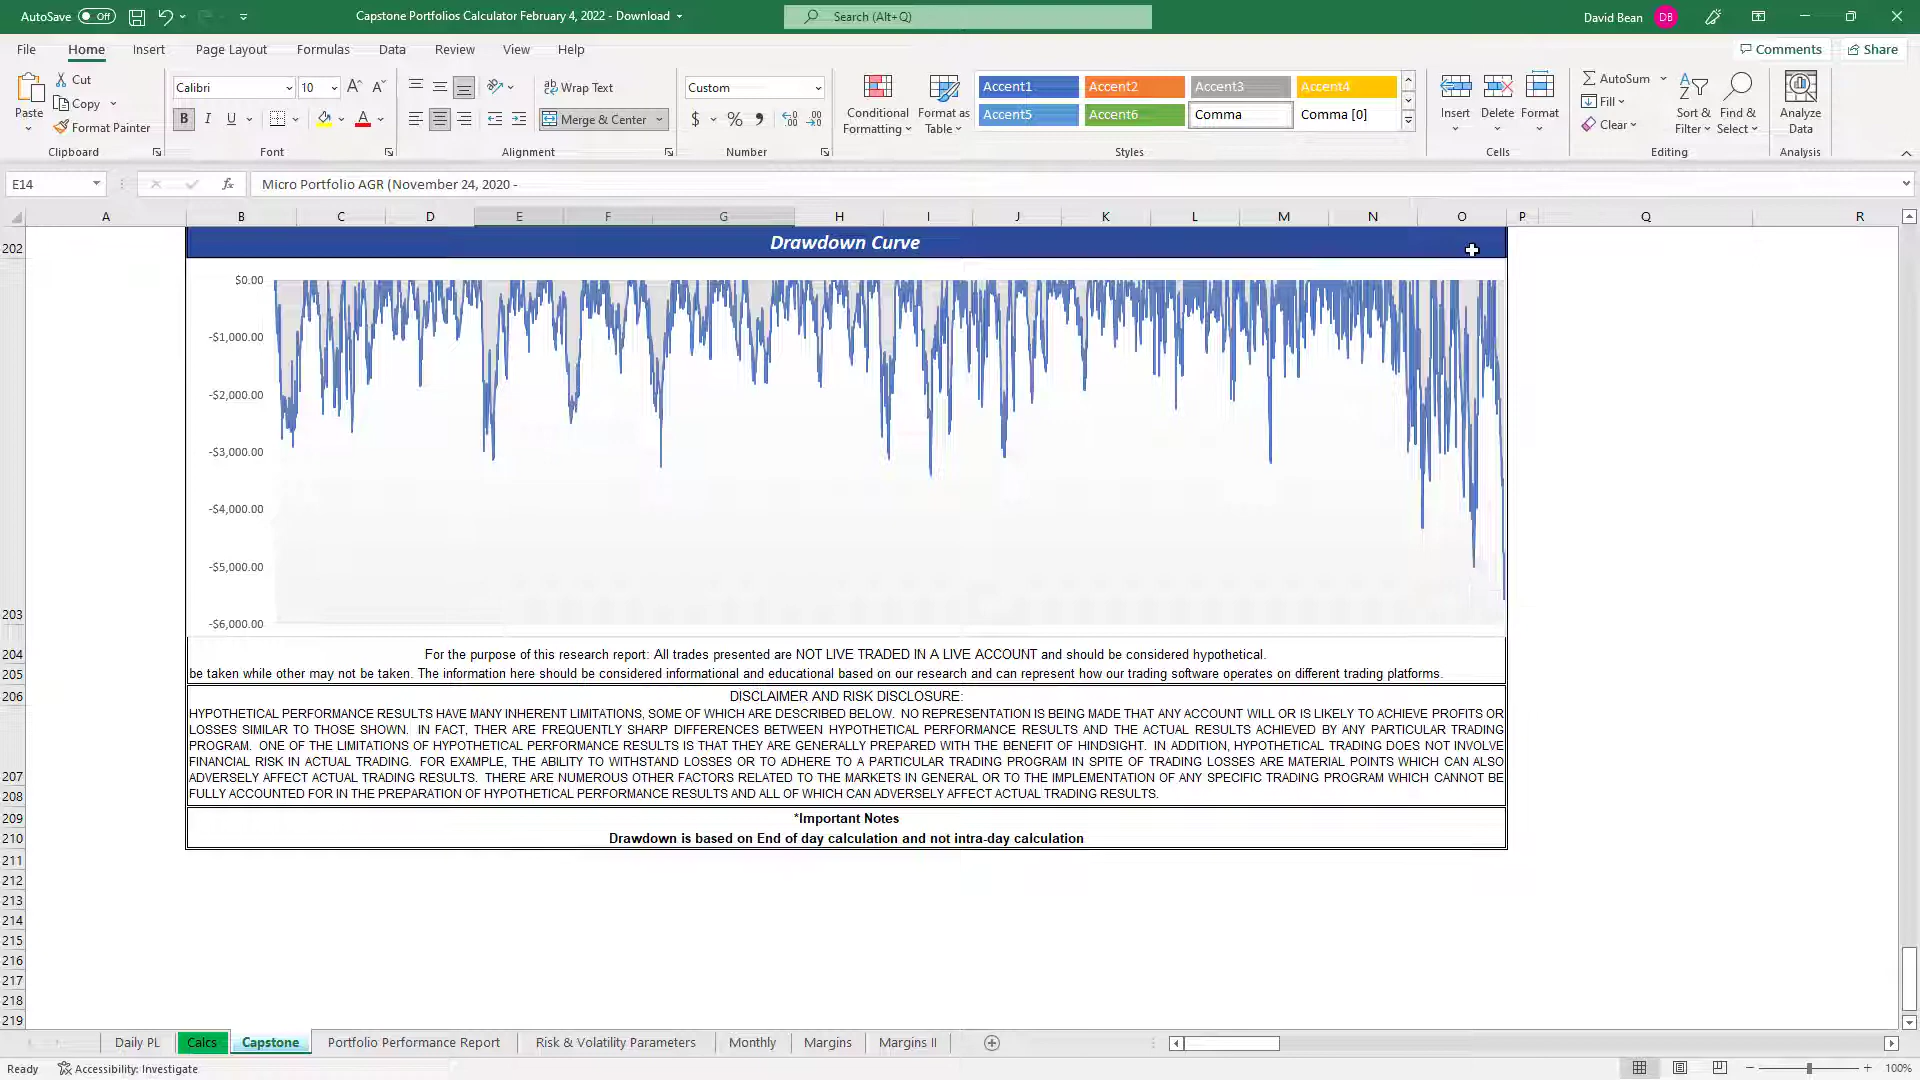 AutoSave Off Capstone Portfolios Calculator February 4, 2022 - Download Search (Alt+Q) David Bean DB
File Home Insert Page Layout Formulas Data Review View Help Comments Share
Paste Cut Copy Format Painter
Clipboard
Calibri 10
B I U
Font
Wrap Text
Merge & Center
Alignment
Custom
$ % 9
Number
Conditional Formatting
Format as Table
Accent1 Accent2 Accent3 Accent4
Accent5 Accent6 Comma Comma [0]
Styles
Insert Delete Format
Cells
AutoSum
Fill
Clear
Sort & Filter
Find & Select
Editing
Analyze Data
Analysis
E14 fx Micro Portfolio AGR (November 24, 2020 -
A B C D E F G H I J K L M N O P Q R
202 Drawdown Curve
$0.00
-$1,000.00
-$2,000.00
-$3,000.00
-$4,000.00
-$5,000.00
203
-$6,000.00
204 For the purpose of this research report: All trades presented are NOT LIVE TRADED IN A LIVE ACCOUNT and should be considered hypothetical.
205 be taken while other may not be taken. The information here should be considered informational and educational based on our research and can represent how our trading software operates on different trading platforms.
206 DISCLAIMER AND RISK DISCLOSURE:
HYPOTHETICAL PERFORMANCE RESULTS HAVE MANY INHERENT LIMITATIONS, SOME OF WHICH ARE DESCRIBED BELOW. NO REPRESENTATION IS BEING MADE THAT ANY ACCOUNT WILL OR IS LIKELY TO ACHIEVE PROFITS OR
LOSSES SIMILAR TO THOSE SHOWN. IN FACT, THER ARE FREQUENTLY SHARP DIFFERENCES BETWEEN HYPOTHETICAL PERFORMANCE RESULTS AND THE ACTUAL RESULTS ACHIEVED BY ANY PARTICULAR TRADING
PROGRAM. ONE OF THE LIMITATIONS OF HYPOTHETICAL PERFORMANCE RESULTS IS THAT THEY ARE GENERALLY PREPARED WITH THE BENEFIT OF HINDSIGHT. IN ADDITION, HYPOTHETICAL TRADING DOES NOT INVOLVE
FINANCIAL RISK IN ACTUAL TRADING. FOR EXAMPLE, THE ABILITY TO WITHSTAND LOSSES OR TO ADHERE TO A PARTICULAR TRADING PROGRAM IN SPITE OF TRADING LOSSES ARE MATERIAL POINTS WHICH CAN ALSO
207 ADVERSELY AFFECT ACTUAL TRADING RESULTS. THERE ARE NUMEROUS OTHER FACTORS RELATED TO THE MARKETS IN GENERAL OR TO THE IMPLEMENTATION OF ANY SPECIFIC TRADING PROGRAM WHICH CANNOT BE
208 FULLY ACCOUNTED FOR IN THE PREPARATION OF HYPOTHETICAL PERFORMANCE RESULTS AND ALL OF WHICH CAN ADVERSELY AFFECT ACTUAL TRADING RESULTS.
209 *Important Notes
210 Drawdown is based on End of day calculation and not intra-day calculation
211
212
213
214
215
216
217
218
219
Daily PL Calcs Capstone Portfolio Performance Report Risk & Volatility Parameters Monthly Margins Margins II
Ready Accessibility: Investigate 100%